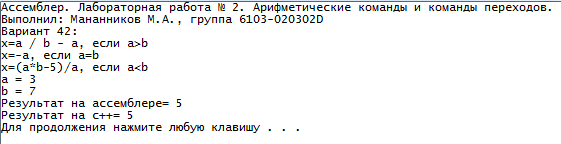 Ассемблер. Лабораторная работа № 2. Арифметические команды и команды переходов.
Выполнил: Мананников М.А., группа 6103-020302D
Вариант 42:
x=a / b - a, если a>b
x=-a, если a=b
x=(a*b-5)/a, если a<b
a = 3
b = 7
Результат на ассемблере= 5
Результат на с++= 5
Для продолжения нажмите любую клавишу . . .